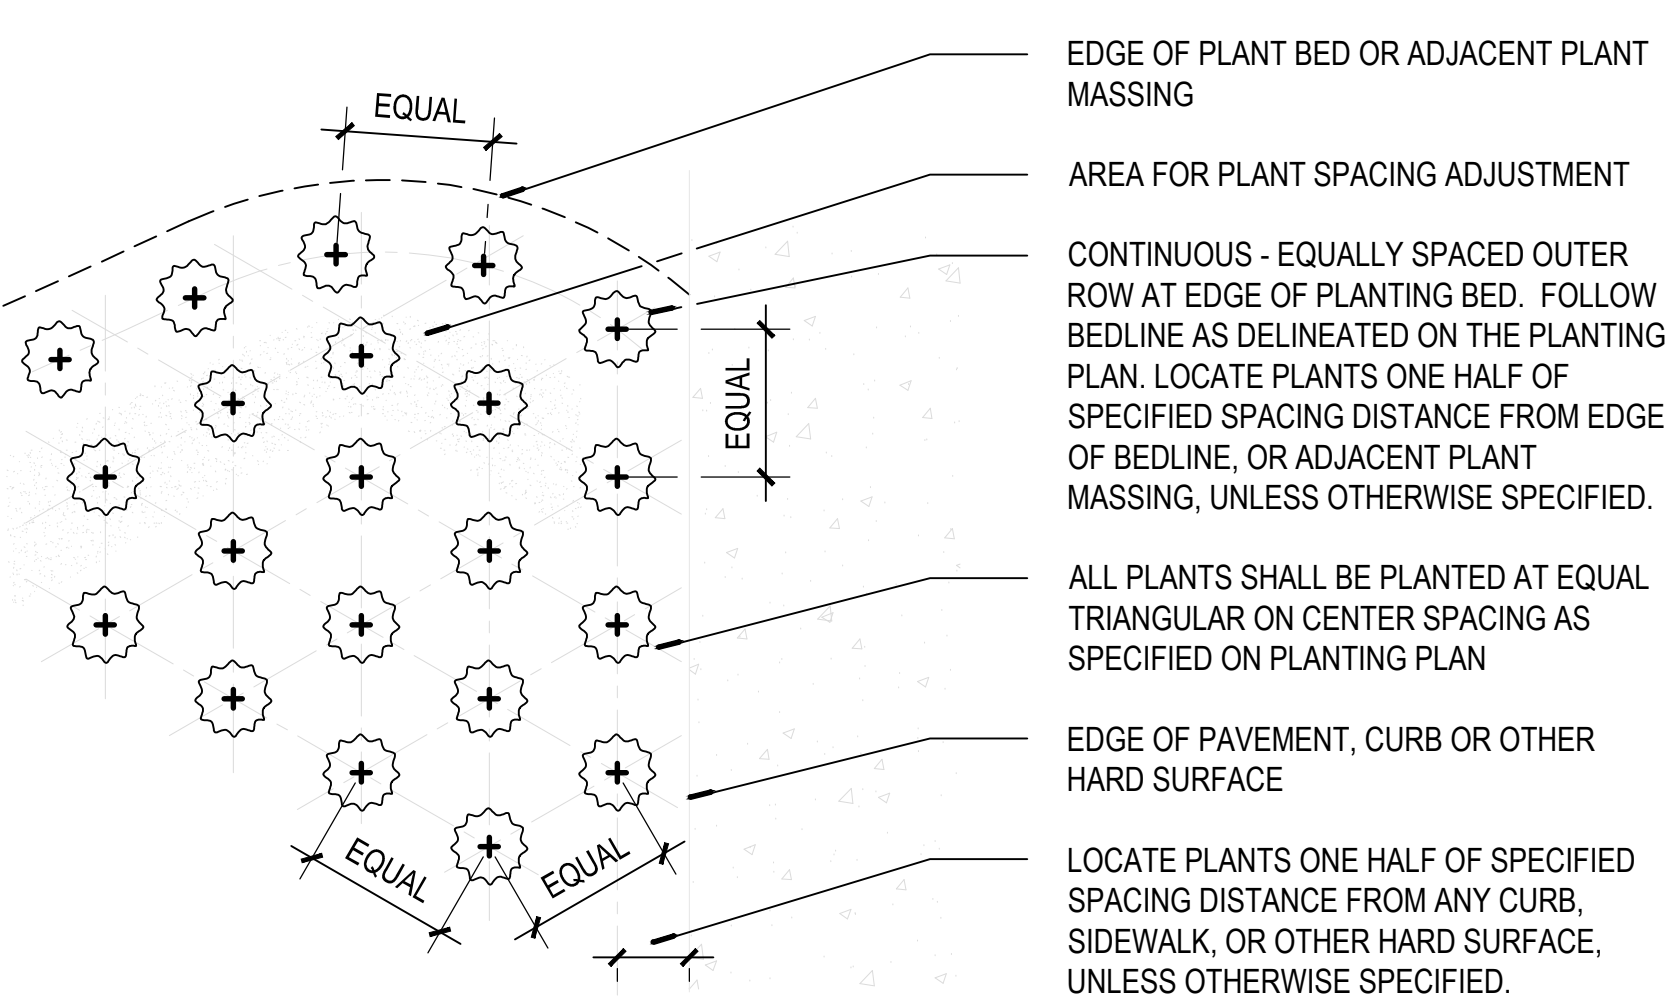 EDGE OF PLANT BED OR ADJACENT PLANT
MASSING
EQUAL
AREA FOR PLANT SPACING ADJUSTMENT
CONTINUOUS - EQUALLY SPACED OUTER
ROW AT EDGE OF PLANTING BED.  FOLLOW
BEDLINE AS DELINEATED ON THE PLANTING
PLAN. LOCATE PLANTS ONE HALF OF
SPECIFIED SPACING DISTANCE FROM EDGE
OF BEDLINE, OR ADJACENT PLANT
MASSING, UNLESS OTHERWISE SPECIFIED.
EQUAL
ALL PLANTS SHALL BE PLANTED AT EQUAL
TRIANGULAR ON CENTER SPACING AS
SPECIFIED ON PLANTING PLAN
EDGE OF PAVEMENT, CURB OR OTHER
HARD SURFACE
EQUAL
EQUAL
LOCATE PLANTS ONE HALF OF SPECIFIED
SPACING DISTANCE FROM ANY CURB,
SIDEWALK, OR OTHER HARD SURFACE,
UNLESS OTHERWISE SPECIFIED.